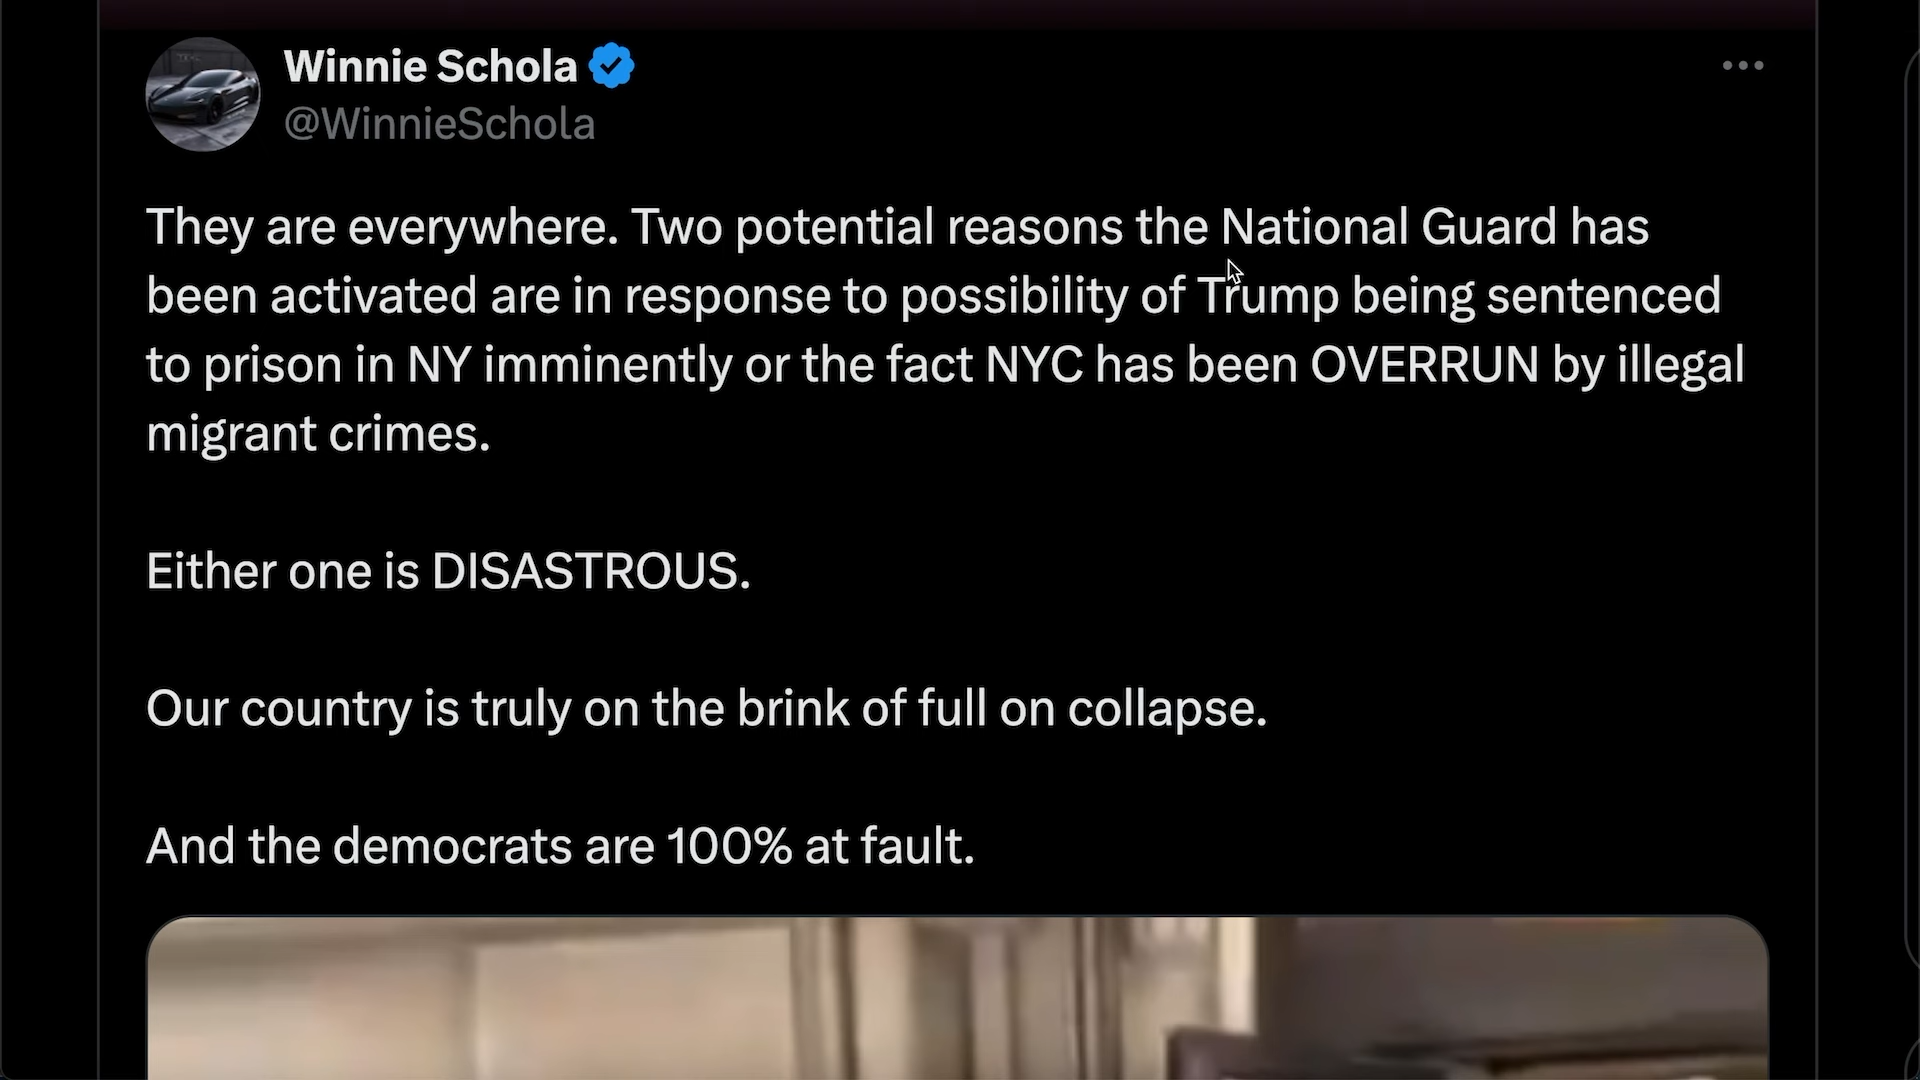 Winnie Schola
@WinnieSchola
They are everywhere. Two potential reasons the National Guard has
been activated are in response to possibility of Trump being sentenced
to prison in NY imminently or the fact NYC has been OVERRUN by illegal
migrant crimes.
Either one is DISASTROUS.
Our country is truly on the brink of full on collapse.
And the democrats are 100% at fault.